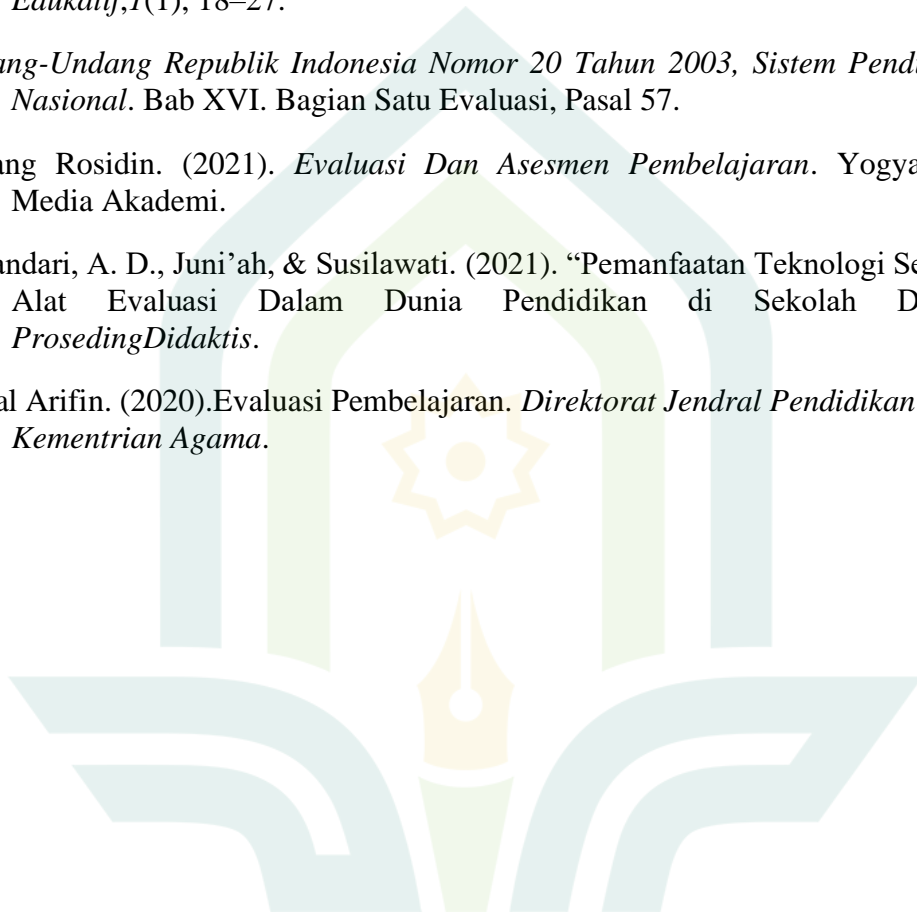 Edukatif,1(1), 18–27.
ang-Undang Republik Indonesia Nomor 20 Tahun 2003, Sistem Pend
Nasional. Bab XVI. Bagian Satu Evaluasi, Pasal 57.
ang Rosidin. (2021). Evaluasi Dan Asesmen Pembelajaran. Yogya
Media Akademi.
andari, A. D., Juni’ah, & Susilawati. (2021). “Pemanfaatan Teknologi Se
Alat Evaluasi Dalam Dunia Pendidikan di Sekolah D
ProsedingDidaktis.
al Arifin. (2020).Evaluasi Pembelajaran. Direktorat Jendral Pendidikan
Kementrian Agama.